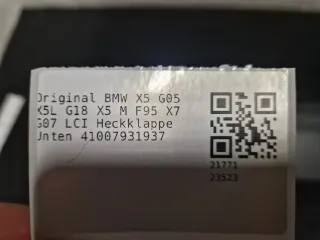 Original BMW X5 G05
X5L G18 X5 M F95 X7
G07 LCI Heckklappe
Unten 41007931937
21771
23523